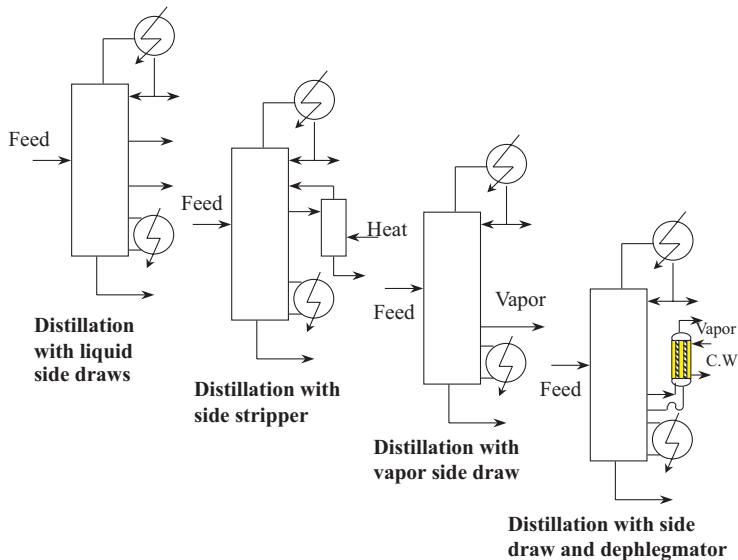 Feed
Distillation
with liquid
side draws
Feed
Heat
Distillation with
side stripper
Feed
Vapor
Distillation with
vapor side draw
Feed
Vapor
C.W
Distillation with side
draw and dephlegmator